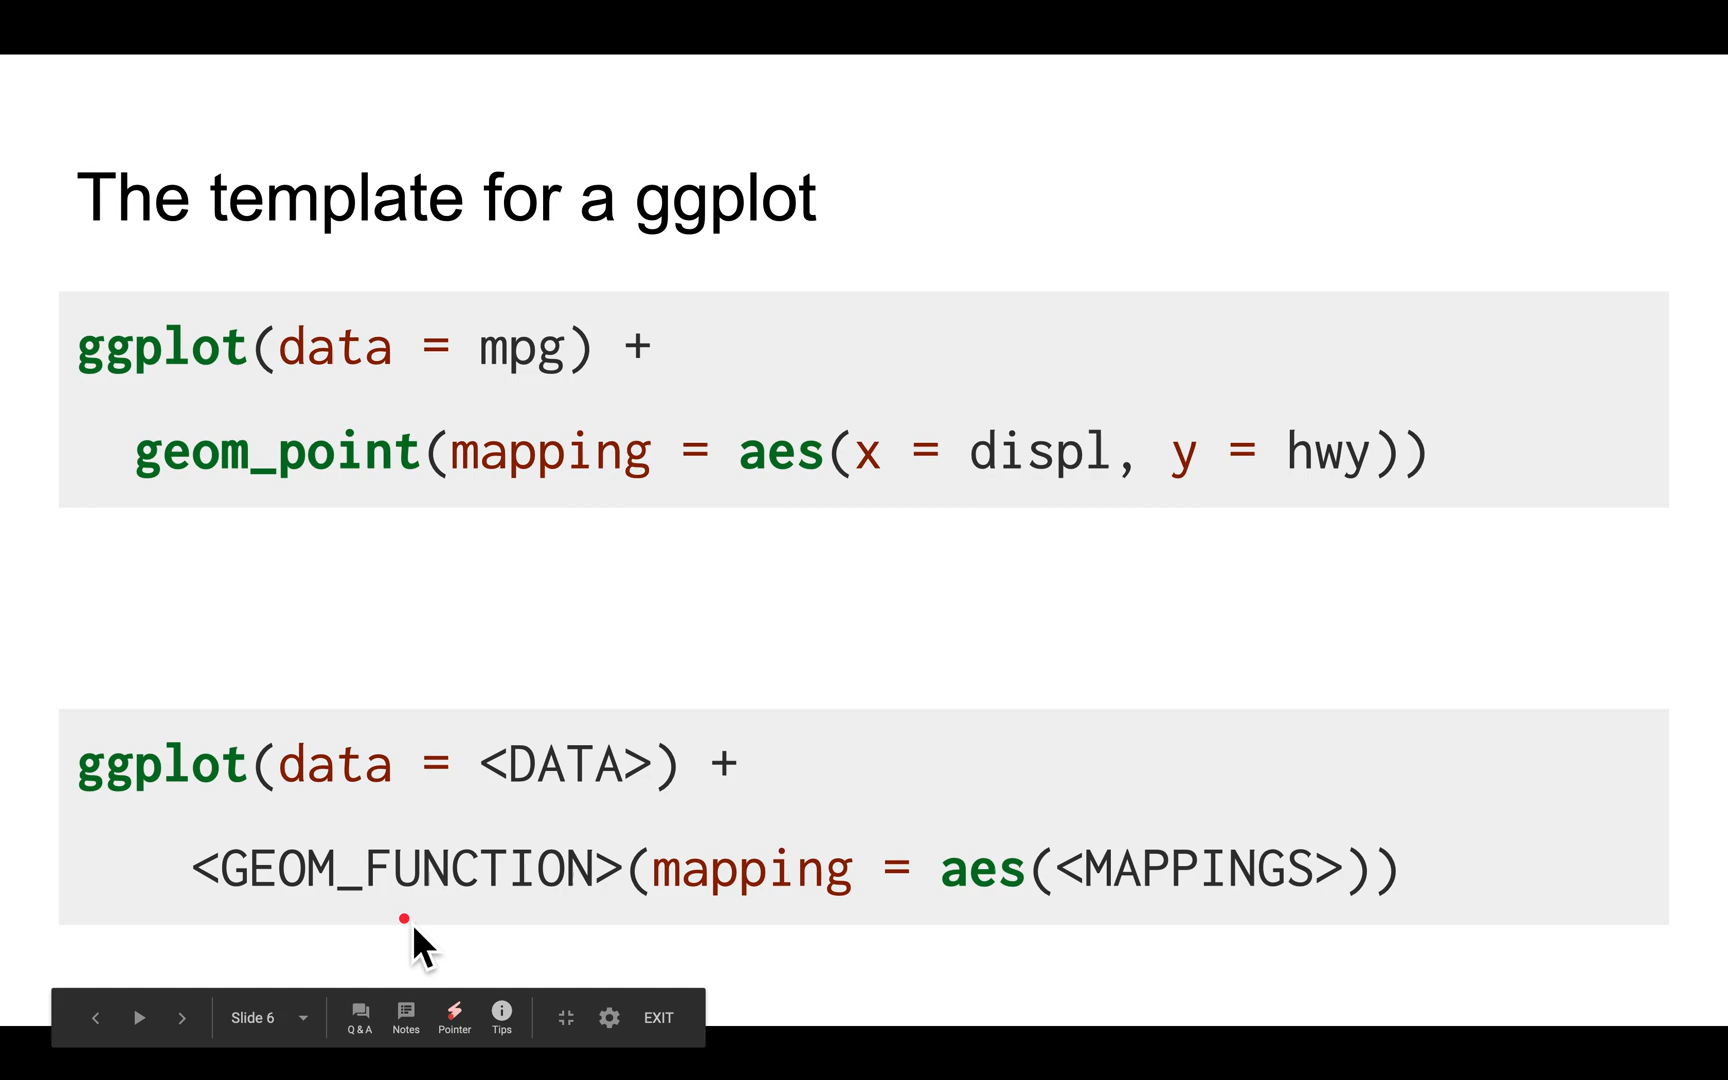 The template for a ggplot
ggplot(data = mpg) +
geom_point(mapping = aes(x = displ, y = hwy))
ggplot(data = <DATA>) +
<GEOM_FUNCTION>(mapping = aes(<MAPPINGS>))
Slide 6
Q & A
Notes
Pointer
Tips
EXIT